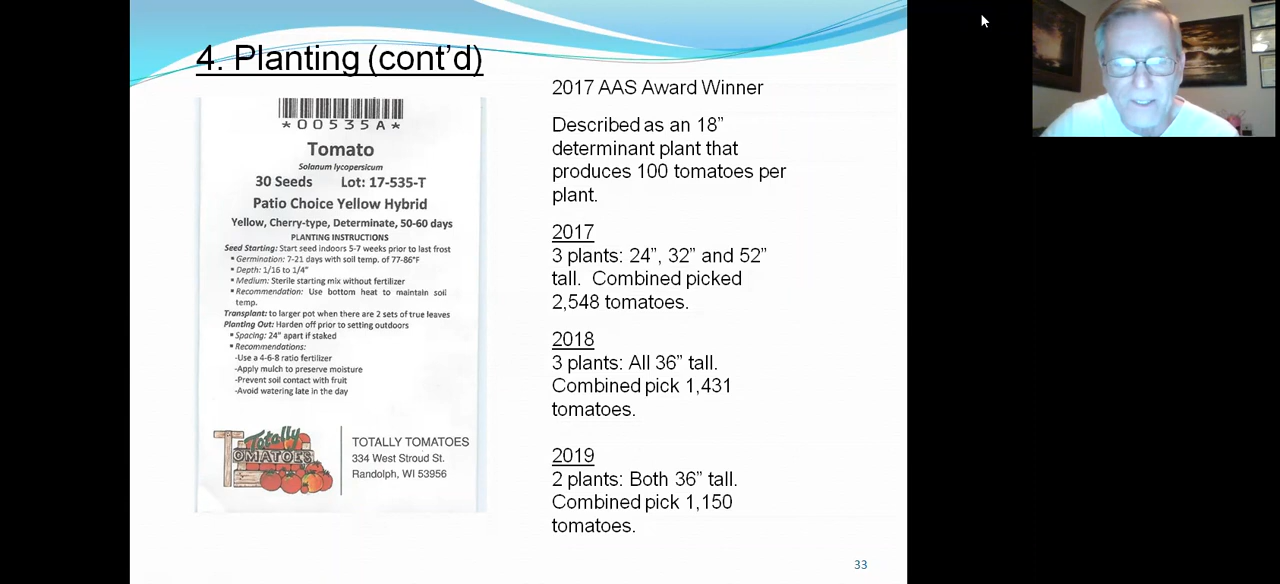 4. Planting (cont’d)
*00535A*
Tomato
Solanum lycopersicum
30 Seeds Lot: 17-535-T
Patio Choice Yellow Hybrid
Yellow, Cherry-type, Determinate, 50-60 days
PLANTING INSTRUCTIONS
Seed Starting: Start seed indoors 5-7 weeks prior to last frost
▪ Germination: 7-21 days with soil temp. of 77-86°F
▪ Depth: 1/16 to 1/4"
▪ Medium: Sterile starting mix without fertilizer
▪ Recommendation: Use bottom heat to maintain soil
temp.
Transplant: to larger pot when there are 2 sets of true leaves
Planting Out: Harden off prior to setting outdoors
▪ Spacing: 24" apart if staked
▪ Recommendations:
-Use a 4-6-8 ratio fertilizer
-Apply mulch to preserve moisture
-Prevent soil contact with fruit
-Avoid watering late in the day
Totally
TOMATOES
TOTALLY TOMATOES
334 West Stroud St.
Randolph, WI 53956
2017 AAS Award Winner
Described as an 18”
determinant plant that
produces 100 tomatoes per
plant.
2017
3 plants: 24”, 32” and 52”
tall. Combined picked
2,548 tomatoes.
2018
3 plants: All 36” tall.
Combined pick 1,431
tomatoes.
2019
2 plants: Both 36” tall.
Combined pick 1,150
tomatoes.
33